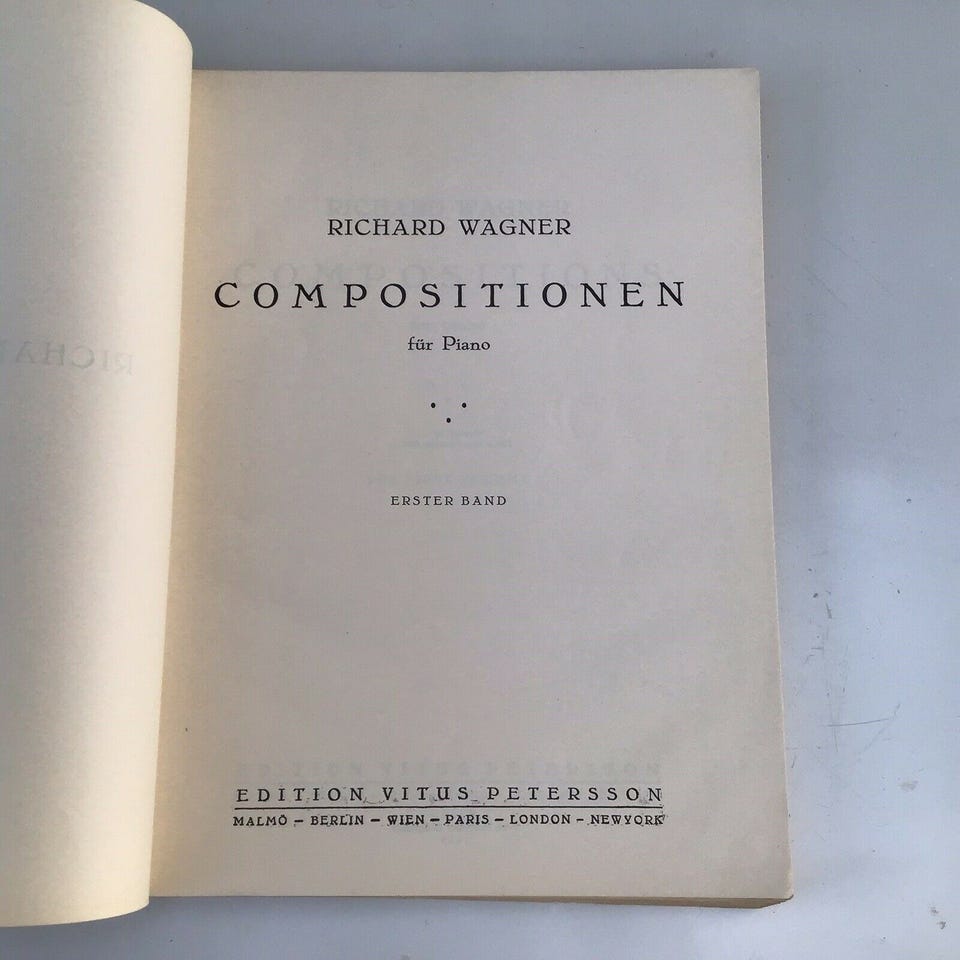 RICHARD WAGNER
COMPOSITIONEN
für Piano
ERSTER BAND
EDITION VITUS PETERSSON
MALMÖ – BERLIN – WIEN – PARIS – LONDON – NEWYORK